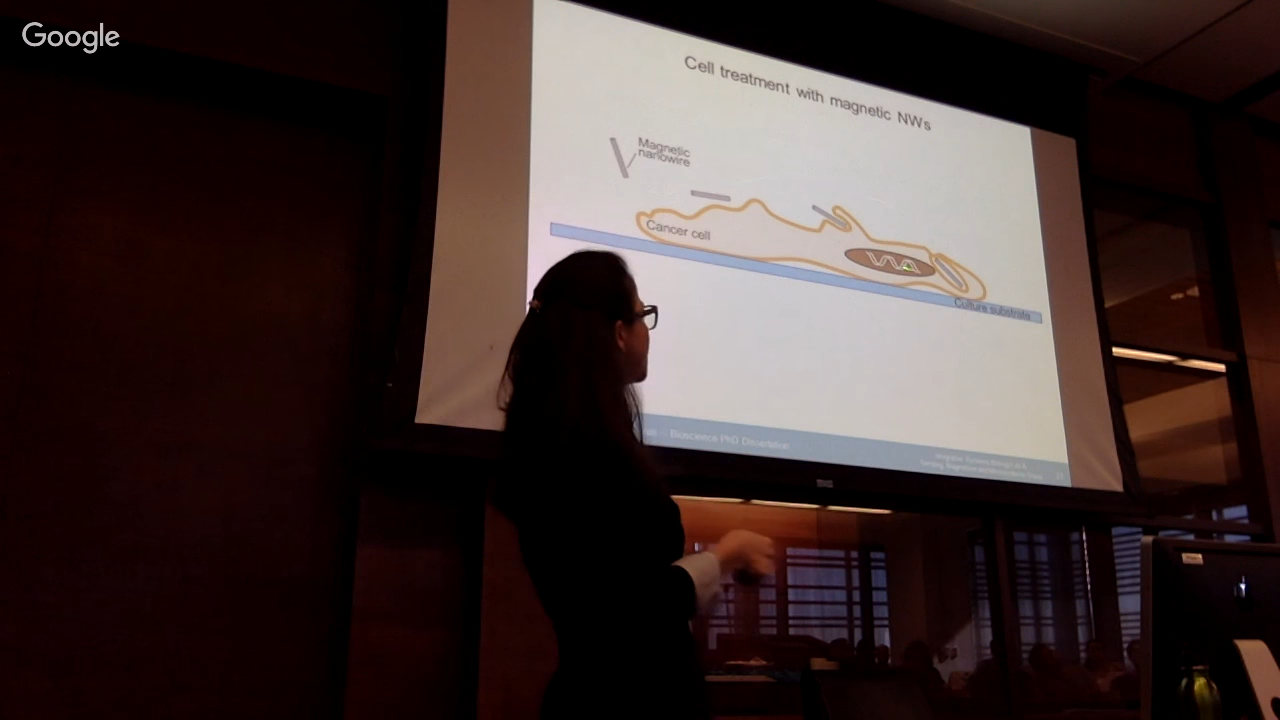 Google
Cell treatment with magnetic NWs
Magnetic
nanowire
Cancer cell
Culture substrate
Bioscience PhD Dissertation